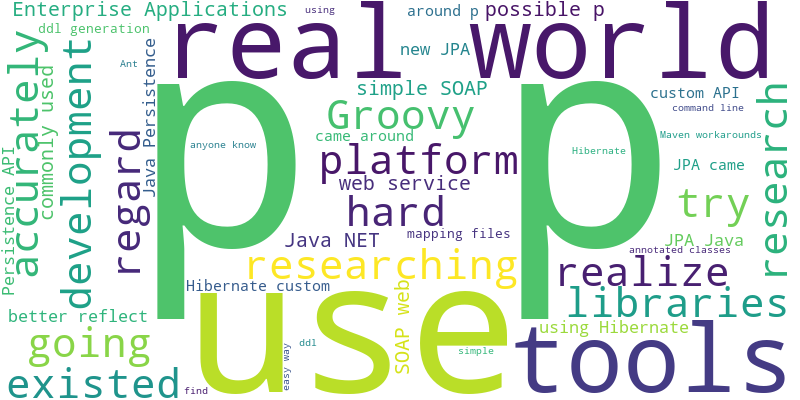 Enterprise Applications
using
around p
possible p
ddl generation
real world
new JPA
Ant
p p
simple SOAP
custom API
command line
Groovy
came around
Maven workarounds
anyone know
Hibernate
platform
JPA came
web service
try
hard
Java NET
mapping files
JPA Java
annotated classes
researching
realize
Hibernate custom
use
libraries
better reflect
using Hibernate
going
ddl
simple
tools
existed
find
easy way
SOAP web
accurately
commonly used
Persistence API
development
regard
Java Persistence
research